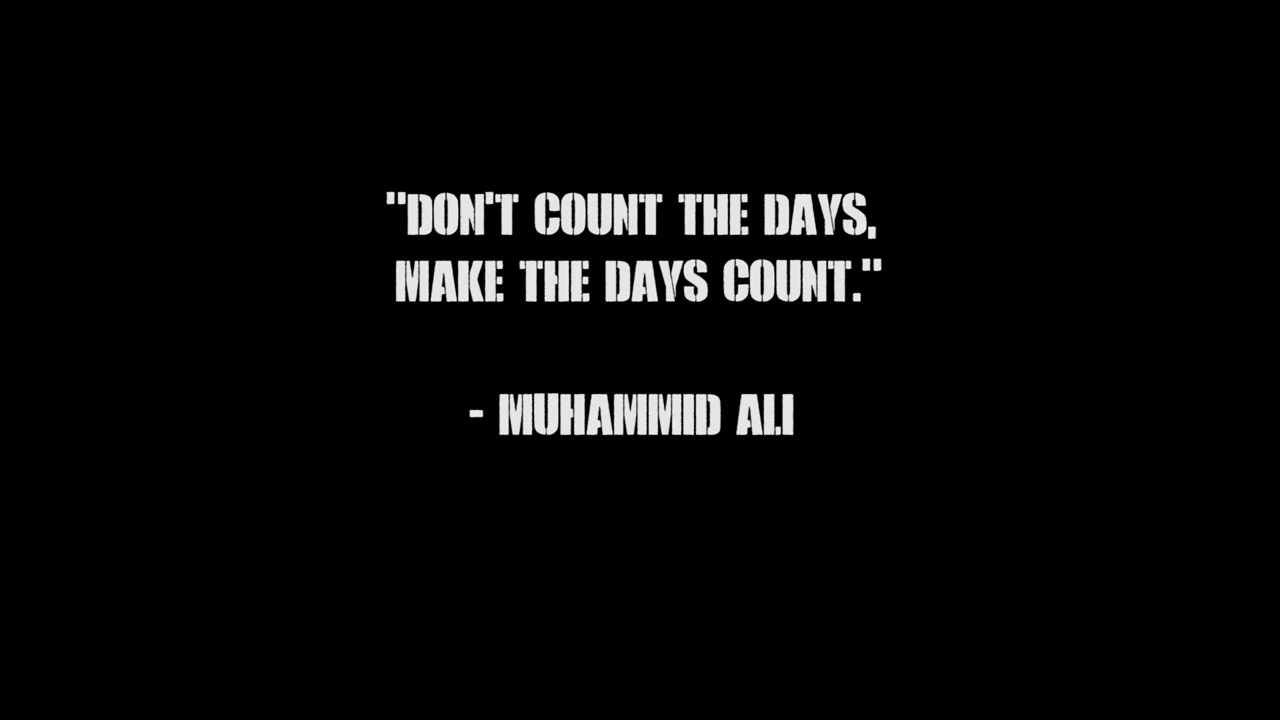 "DON'T COUNT THE DAYS,
MAKE THE DAYS COUNT."
- MUHAMMID ALI